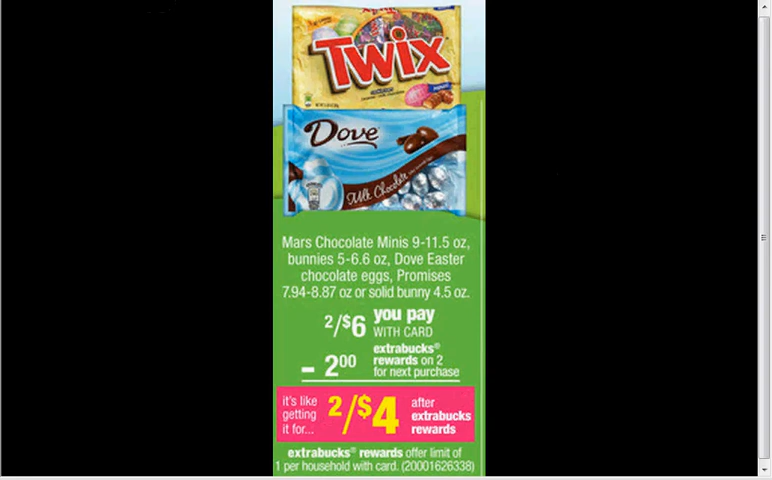 TWIX
Dove
Milk Chocolate
Mars Chocolate Minis 9-11.5 oz,
bunnies 5-6.6 oz, Dove Easter
chocolate eggs, Promises
7.94-8.87 oz or solid bunny 4.5 oz.
2/$6 you pay
WITH CARD
- 2.00 extrabucks®
rewards on 2
for next purchase
it's like
getting
it for...
2/$4
after
extrabucks
rewards
extrabucks® rewards offer limit of
1 per household with card. (20001626338)